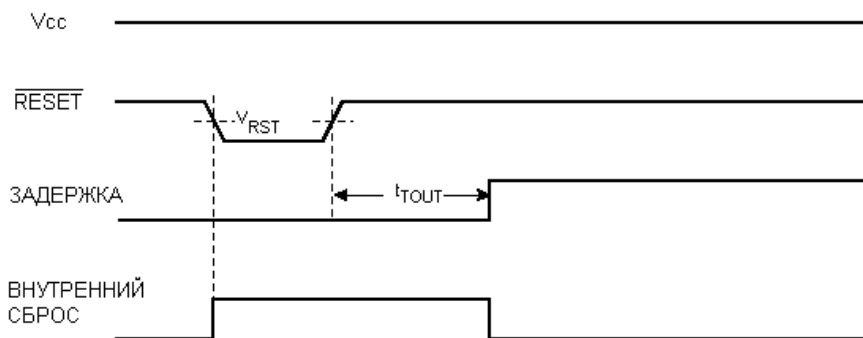 Vcc
RESET
VRST
ЗАДЕРЖКА
tTOUT
ВНУТРЕННИЙ
СБРОС